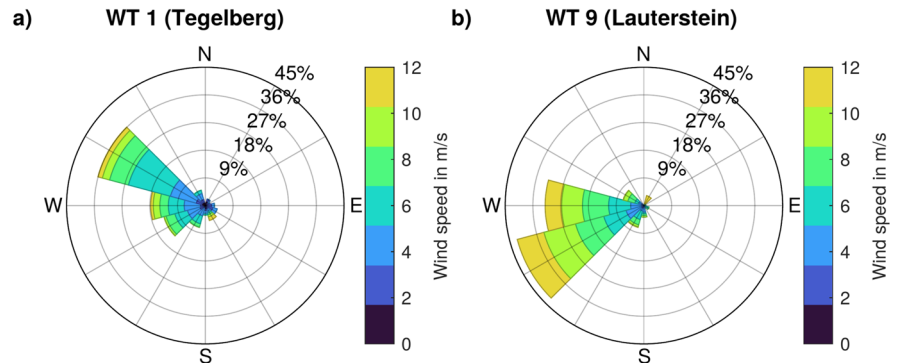 a) WT 1 (Tegelberg)
N
45%
36%
27%
18%
9%
W
E
S
12
10
8
6
4
2
0
Wind speed in m/s
b) WT 9 (Lauterstein)
N
45%
36%
27%
18%
9%
W
E
S
12
10
8
6
4
2
0
Wind speed in m/s